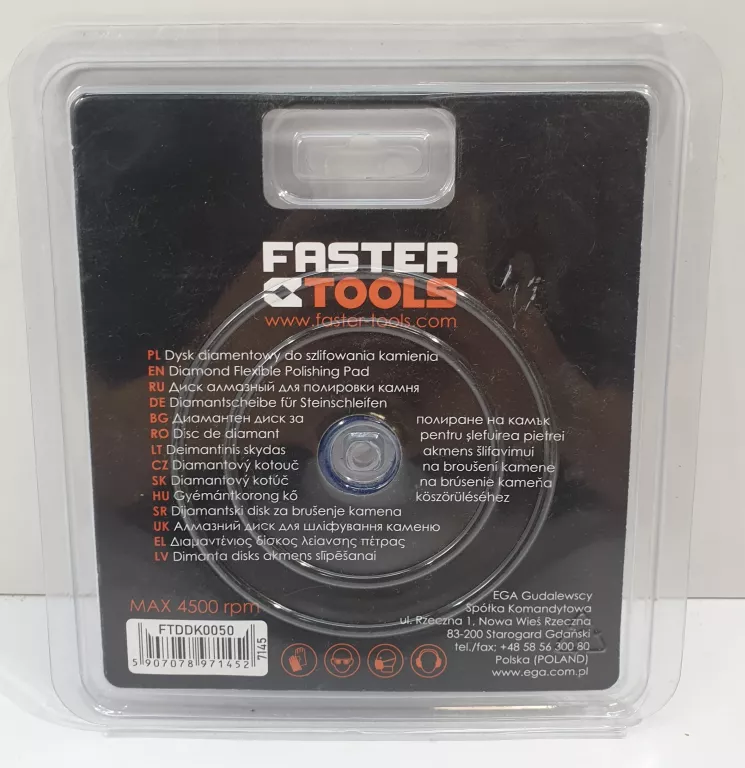 FASTER
TOOLS
www.faster-tools.com
PL Dysk diamentowy do szlifowania kamienia
EN Diamond Flexible Polishing Pad
RU Диск алмазный для полировки камня
DE Diamantscheibe für Steinschleifen
BG Диамантен диск за полиране на камък
RO Disc de diamant pentru şlefuirea pietrei
LT Deimantinis skydas akmens šlifavimui
CZ Diamantový kotouč na broušení kamene
SK Diamantový kotúč na brúsenie kameňa
HU Gyémántkorong kő köszörüléséhez
SR Dijamantski disk za brušenje kamena
UK Алмазний диск для шліфування каменю
EL Διαμαντένιος δίσκος λείανσης πέτρας
LV Dimanta disks akmens slīpēšanai
MAX 4500 rpm
FTDDK0050
5 907078 971452
7145
EGA Gudalewscy
Spółka Komandytowa
ul. Rzeczna 1, Nowa Wieś Rzeczna
83-200 Starogard Gdański
tel./fax; +48 58 56 300 80
Polska (POLAND)
www.ega.com.pl